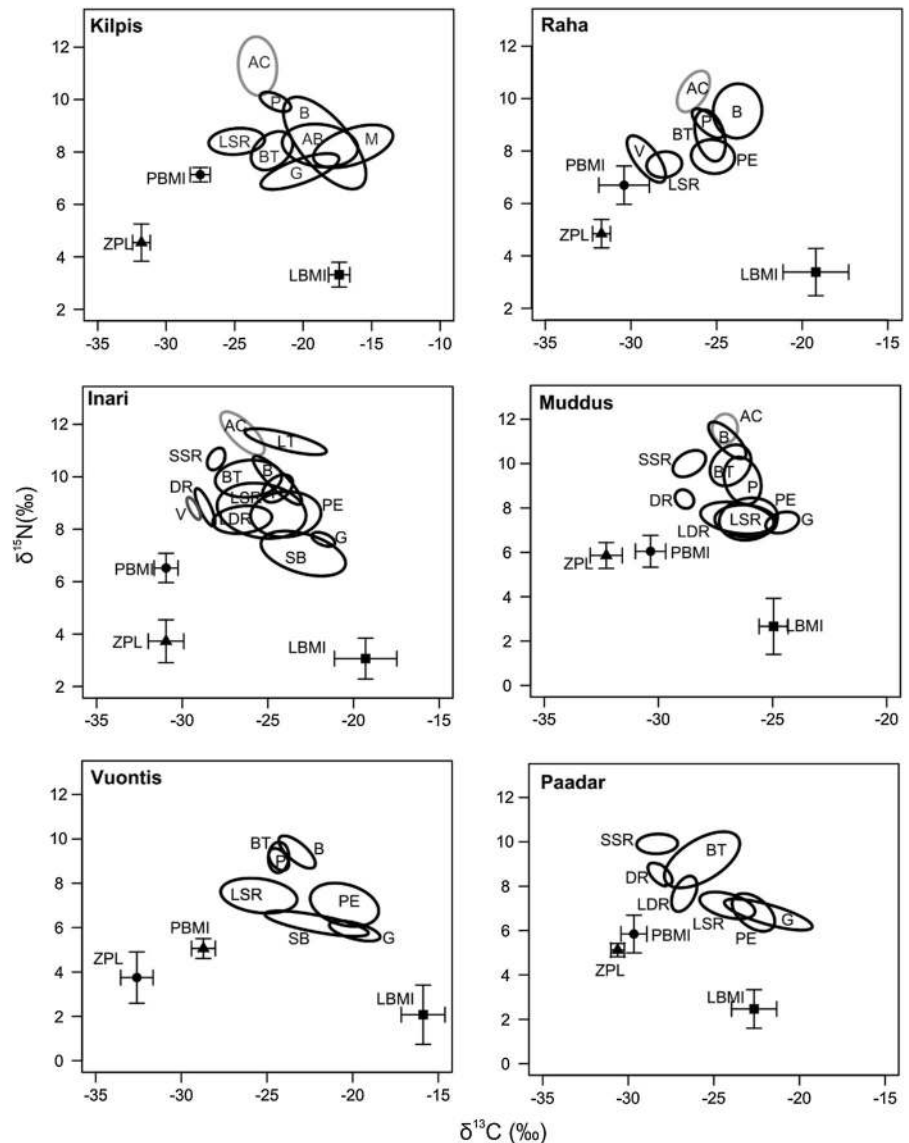 Kilpis
12
10
8
6
4
2
AC
P
B
LSR
BT
AB
M
G
PBMI
ZPL
LBMI
-35
-30
-25
-20
-15
-10
Raha
12
10
8
6
4
2
AC
P
B
BT
V
PE
LSR
PBMI
ZPL
LBMI
-35
-30
-25
-20
-15
Inari
12
10
8
6
4
2
AC
LT
SSR
BT
B
DR
LSR
PE
V
LDR
G
SB
PBMI
ZPL
LBMI
-35
-30
-25
-20
-15
Muddus
12
10
8
6
4
2
0
AC
B
SSR
BT
P
DR
PE
LDR
LSR
G
ZPL
PBMI
LBMI
-35
-30
-25
-20
δ¹⁵N(‰)
Vuontis
12
10
8
6
4
2
0
BT
P
B
LSR
PE
SB
G
PBMI
ZPL
LBMI
-35
-30
-25
-20
-15
Paadar
12
10
8
6
4
2
0
SSR
BT
DR
LDR
LSR
PE
G
PBMI
ZPL
LBMI
-35
-30
-25
-20
-15
δ¹³C (‰)